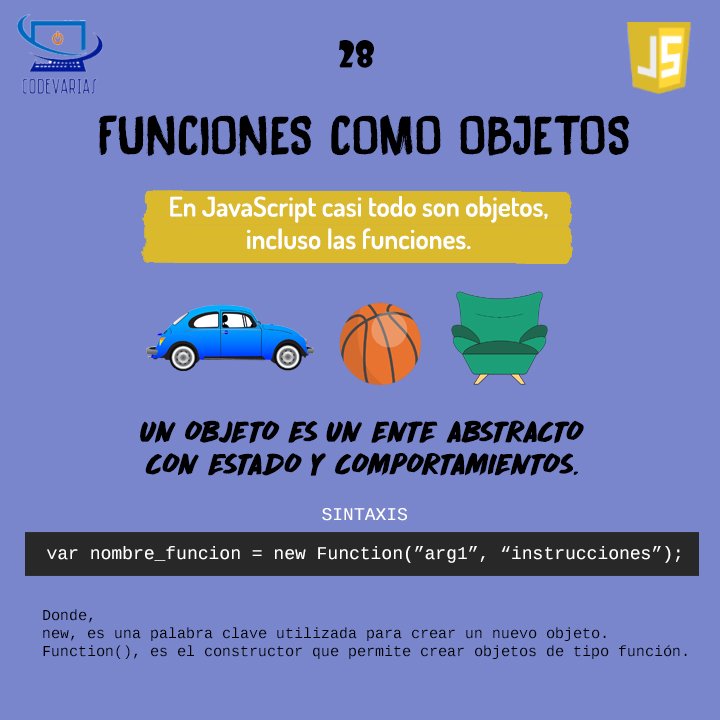 CODEVARIAS
28
JS
FUNCIONES COMO OBJETOS
En JavaScript casi todo son objetos,
incluso las funciones.
UN OBJETO ES UN ENTE ABSTRACTO
CON ESTADO Y COMPORTAMIENTOS.
SINTAXIS
var nombre_funcion = new Function(”arg1”, “instrucciones”);
Donde,
new, es una palabra clave utilizada para crear un nuevo objeto.
Function(), es el constructor que permite crear objetos de tipo función.